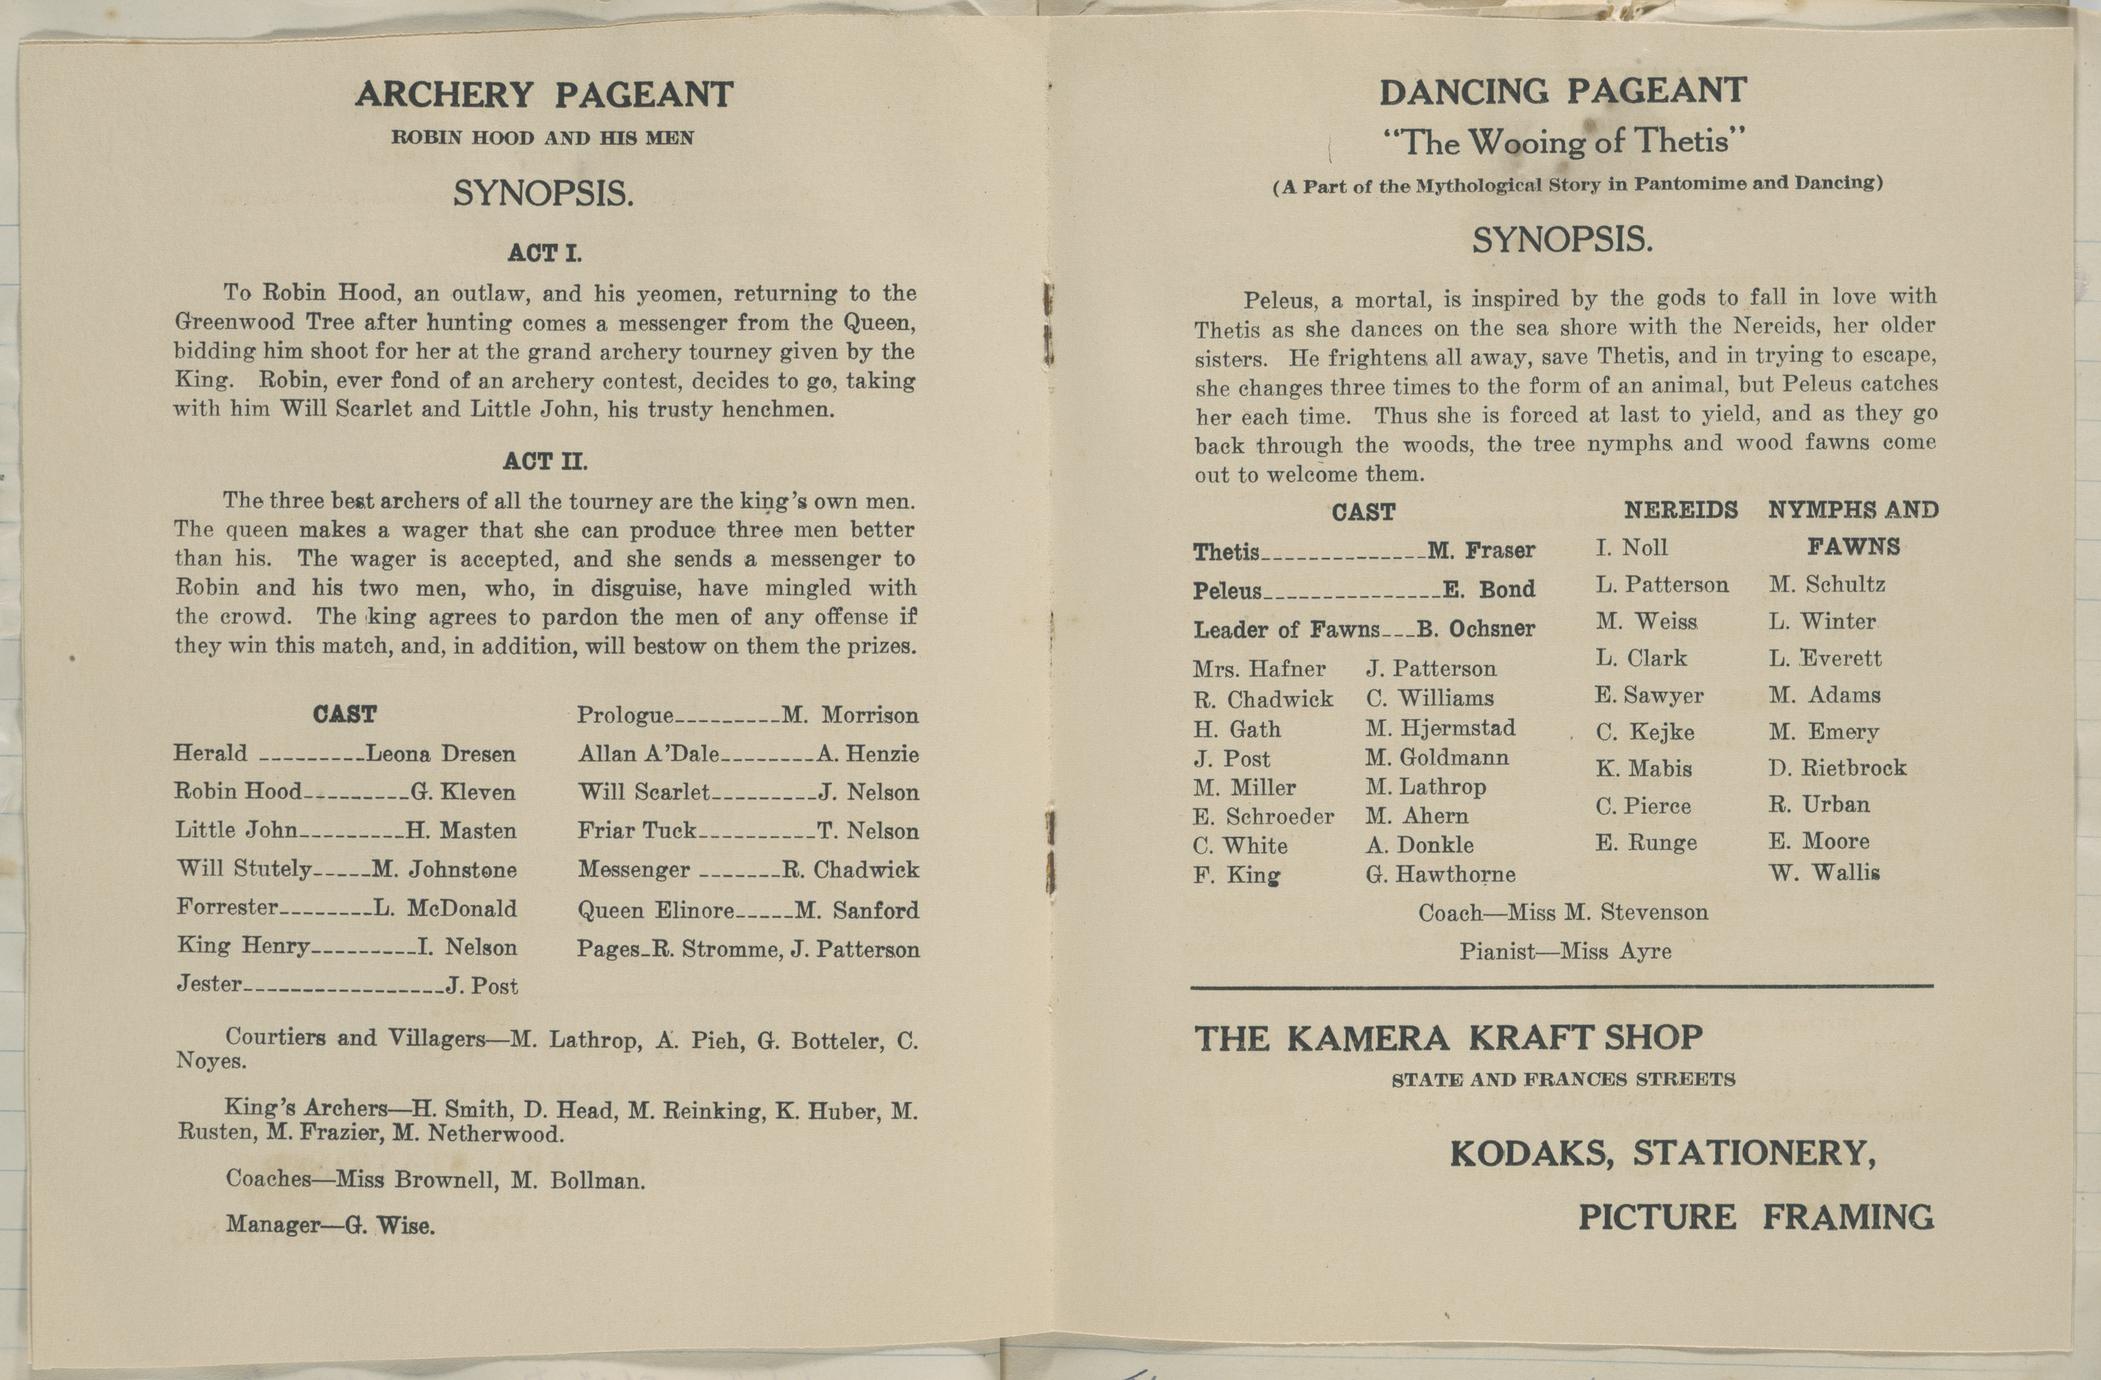 ARCHERY PAGEANT
ROBIN HOOD AND HIS MEN
SYNOPSIS.
ACT I.
To Robin Hood, an outlaw, and his yeomen, returning to the
Greenwood Tree after hunting comes a messenger from the Queen,
bidding him shoot for her at the grand archery tourney given by the
King. Robin, ever fond of an archery contest, decides to go, taking
with him Will Scarlet and Little John, his trusty henchmen.
ACT II.
The three best archers of all the tourney are the king's own men.
The queen makes a wager that she can produce three men better
than his. The wager is accepted, and she sends a messenger to
Robin and his two men, who, in disguise, have mingled with
the crowd. The king agrees to pardon the men of any offense if
they win this match, and, in addition, will bestow on them the prizes.
CAST
Herald _________Leona Dresen
Robin Hood_________G. Kleven
Little John_________H. Masten
Will Stutely_____M. Johnstone
Forrester________L. McDonald
King Henry_________I. Nelson
Jester_________________J. Post
Prologue_________M. Morrison
Allan A'Dale________A. Henzie
Will Scarlet_________J. Nelson
Friar Tuck__________T. Nelson
Messenger _______R. Chadwick
Queen Elinore_____M. Sanford
Pages_R. Stromme, J. Patterson
Courtiers and Villagers—M. Lathrop, A. Pieh, G. Botteler, C.
Noyes.
King's Archers—H. Smith, D. Head, M. Reinking, K. Huber, M.
Rusten, M. Frazier, M. Netherwood.
Coaches—Miss Brownell, M. Bollman.
Manager—G. Wise.
DANCING PAGEANT
"The Wooing of Thetis"
(A Part of the Mythological Story in Pantomime and Dancing)
SYNOPSIS.
Peleus, a mortal, is inspired by the gods to fall in love with
Thetis as she dances on the sea shore with the Nereids, her older
sisters. He frightens all away, save Thetis, and in trying to escape,
she changes three times to the form of an animal, but Peleus catches
her each time. Thus she is forced at last to yield, and as they go
back through the woods, the tree nymphs and wood fawns come
out to welcome them.
CAST
Thetis______________M. Fraser
Peleus_______________E. Bond
Leader of Fawns___B. Ochsner
Mrs. Hafner J. Patterson
R. Chadwick C. Williams
H. Gath M. Hjermstad
J. Post M. Goldmann
M. Miller M. Lathrop
E. Schroeder M. Ahern
C. White A. Donkle
F. King G. Hawthorne
NEREIDS
I. Noll
L. Patterson
M. Weiss
L. Clark
E. Sawyer
C. Kejke
K. Mabis
C. Pierce
E. Runge
NYMPHS AND
FAWNS
M. Schultz
L. Winter
L. Everett
M. Adams
M. Emery
D. Rietbrock
R. Urban
E. Moore
W. Wallis
Coach—Miss M. Stevenson
Pianist—Miss Ayre
THE KAMERA KRAFT SHOP
STATE AND FRANCES STREETS
KODAKS, STATIONERY,
PICTURE FRAMING